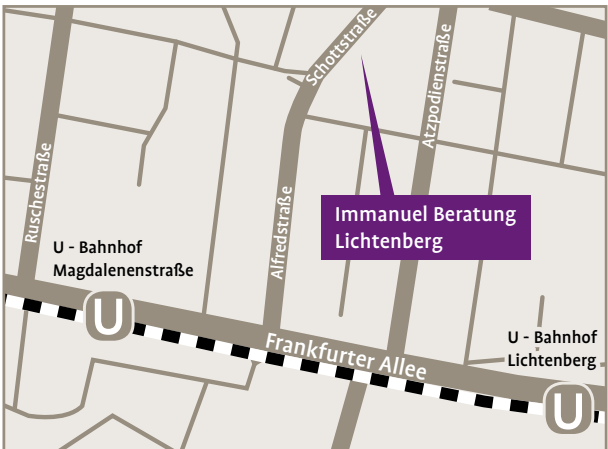 Schottstraße
Atzpodienstraße
Ruschestraße
Alfredstraße
Immanuel Beratung
Lichtenberg
U - Bahnhof
Magdalenenstraße
U
Frankfurter Allee
U - Bahnhof
Lichtenberg
U